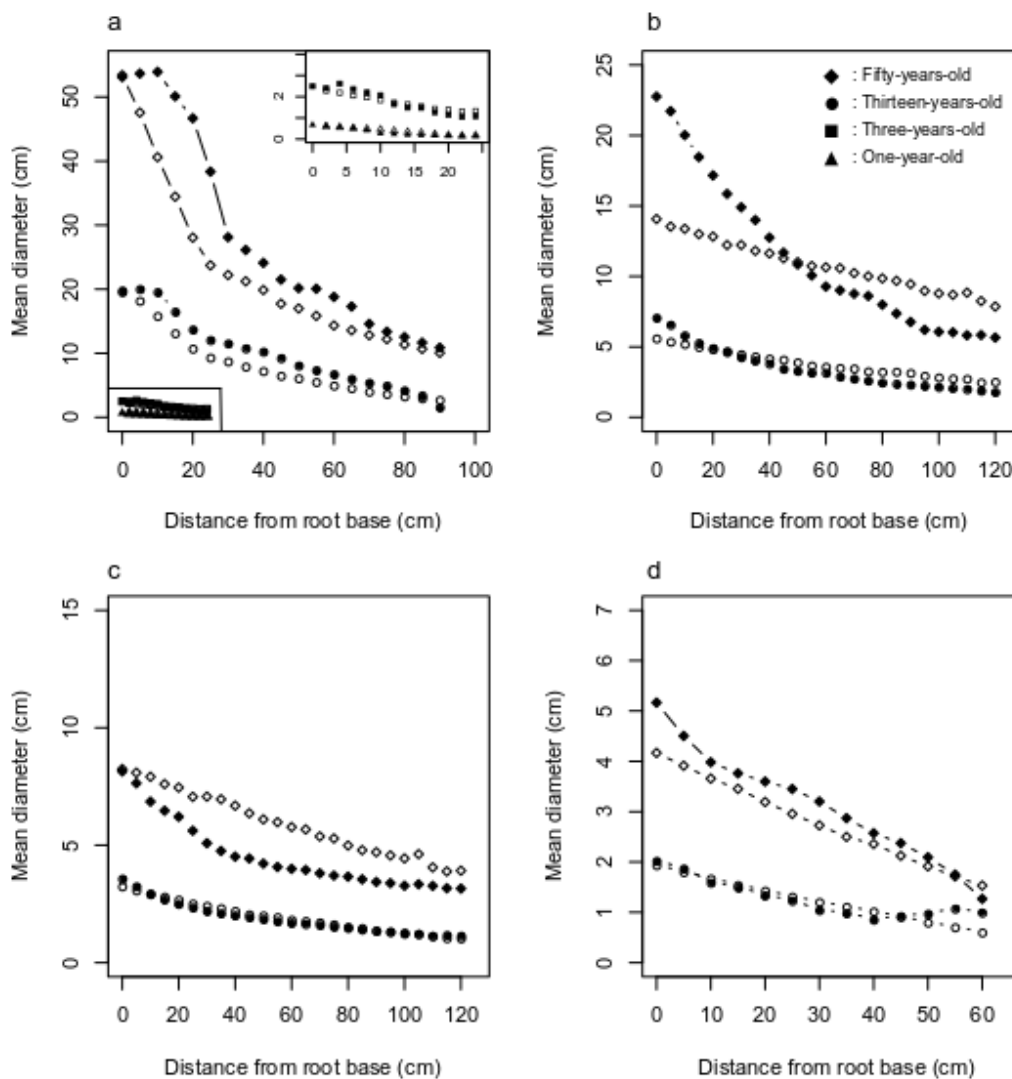 a
50
40
30
20
10
0
Mean diameter (cm)
0 20 40 60 80 100
Distance from root base (cm)
2
1
0
0 5 10 15 20
b
25
20
15
10
5
0
Mean diameter (cm)
◆ : Fifty-years-old
● : Thirteen-years-old
■ : Three-years-old
▲ : One-year-old
0 20 40 60 80 100 120
Distance from root base (cm)
c
15
10
5
0
Mean diameter (cm)
0 20 40 60 80 100 120
Distance from root base (cm)
d
7
6
5
4
3
2
1
0
Mean diameter (cm)
0 10 20 30 40 50 60
Distance from root base (cm)